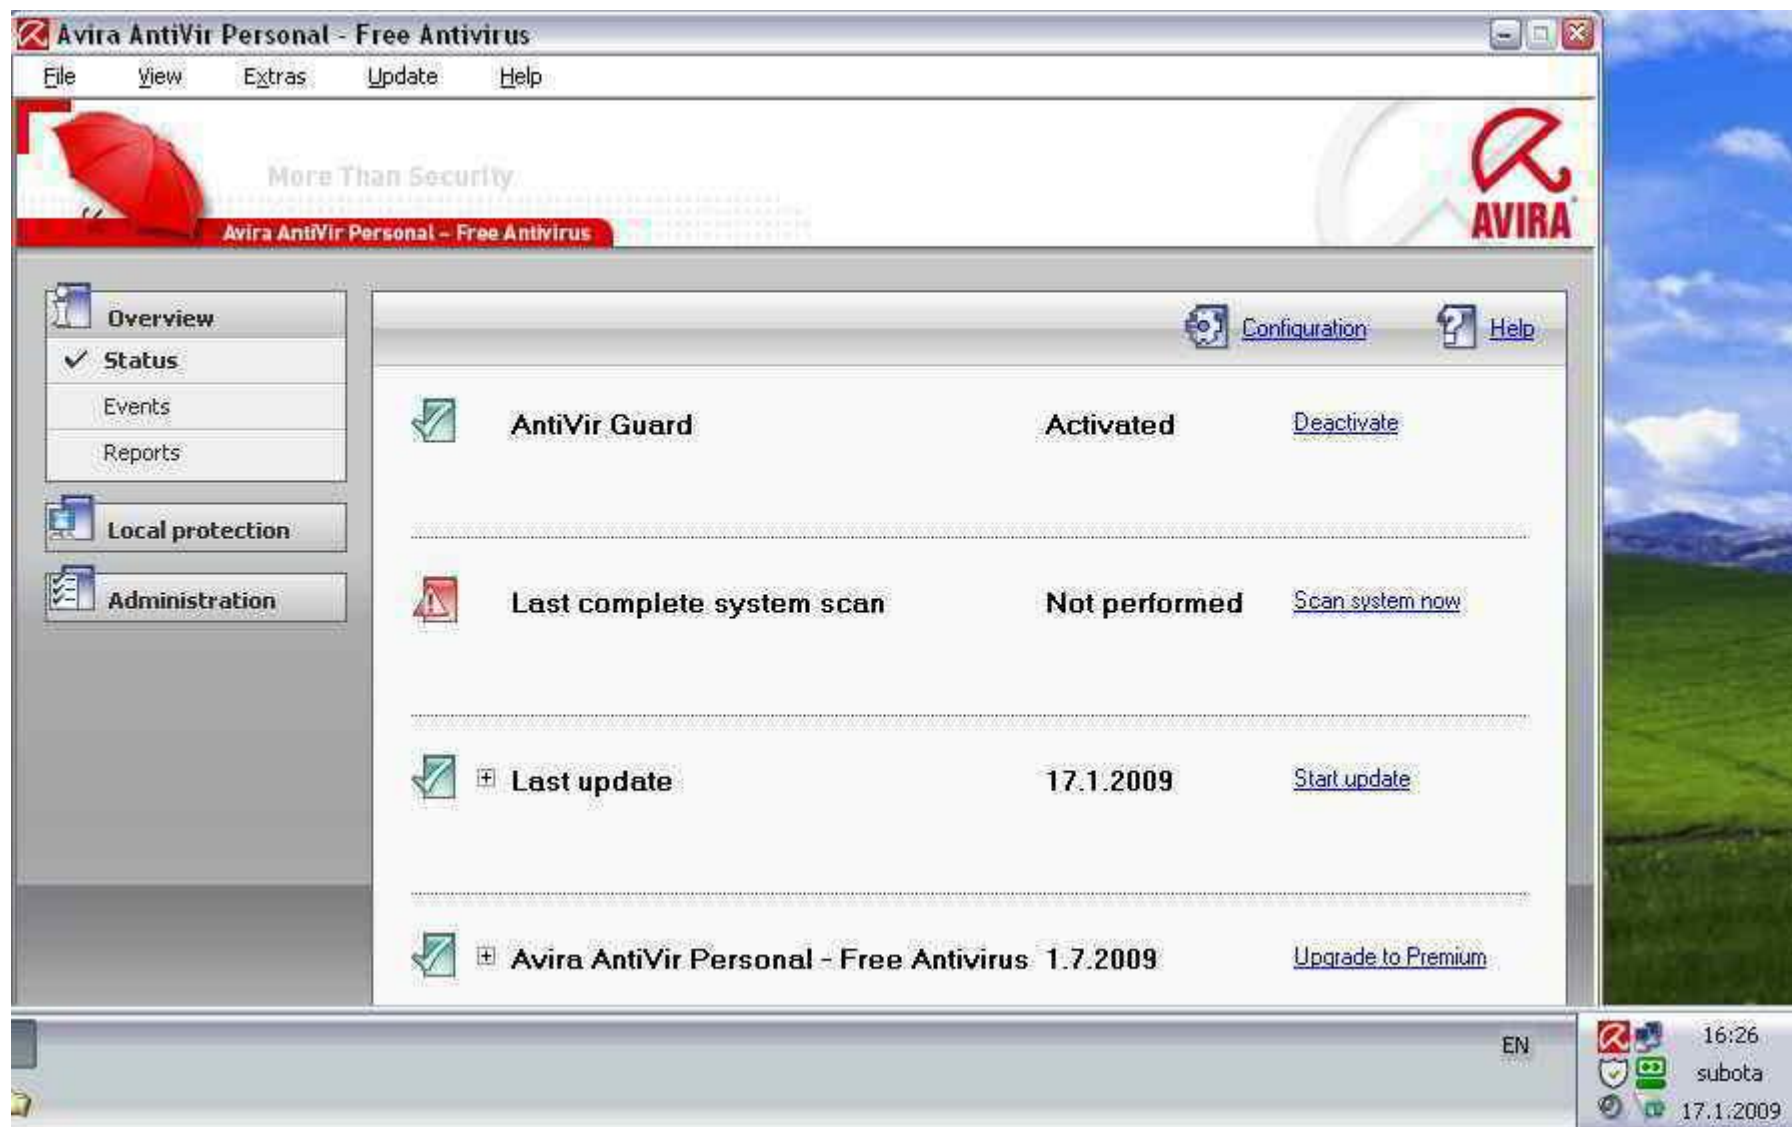 Avira AntiVir Personal - Free Antivirus
File View Extras Update Help
More Than Security
AVIRA
Avira AntiVir Personal – Free Antivirus
Overview
Configuration Help
Status
Events
AntiVir Guard Activated Deactivate
Reports
Local protection
Administration
Last complete system scan Not performed Scan system now
Last update 17.1.2009 Start update
Avira AntiVir Personal - Free Antivirus 1.7.2009 Upgrade to Premium
EN
16:26
subota
17.1.2009